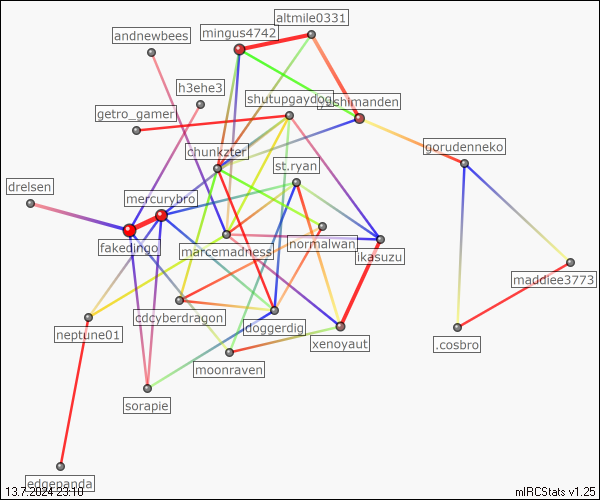 altmile0331
mingus4742
andnewbees
h3ehe3
shutupgaydog
getro_gamer
gorudenneko
chunkzter
st.ryan
drelsen
mercurybro
fakedingo
marcemadness
normalwan
ikasuzu
maddiee3773
cdcyberdragon
doggerdig
neptune01
xenoyaut
.cosbro
moonraven
sorapie
edgepanda
13.7.2024 23:10
mIRCStats v1.25